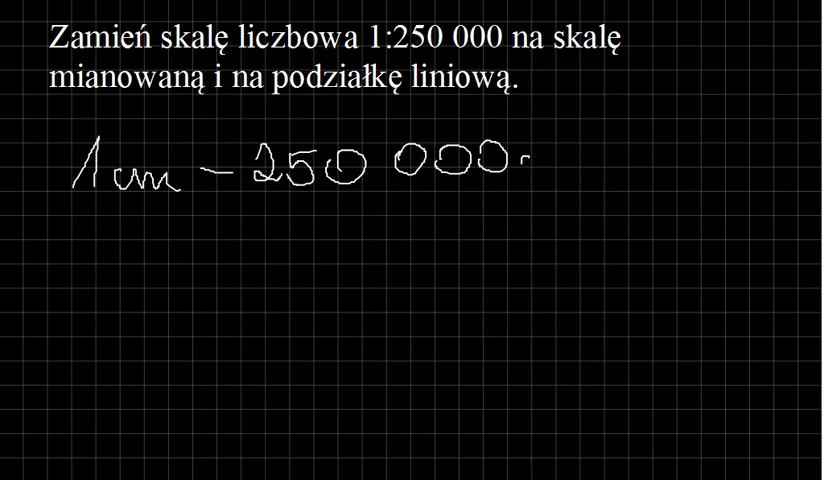 Zamień skalę liczbowa 1:250 000 na skalę
mianowaną i na podziałkę liniową.
1cm - 250 000